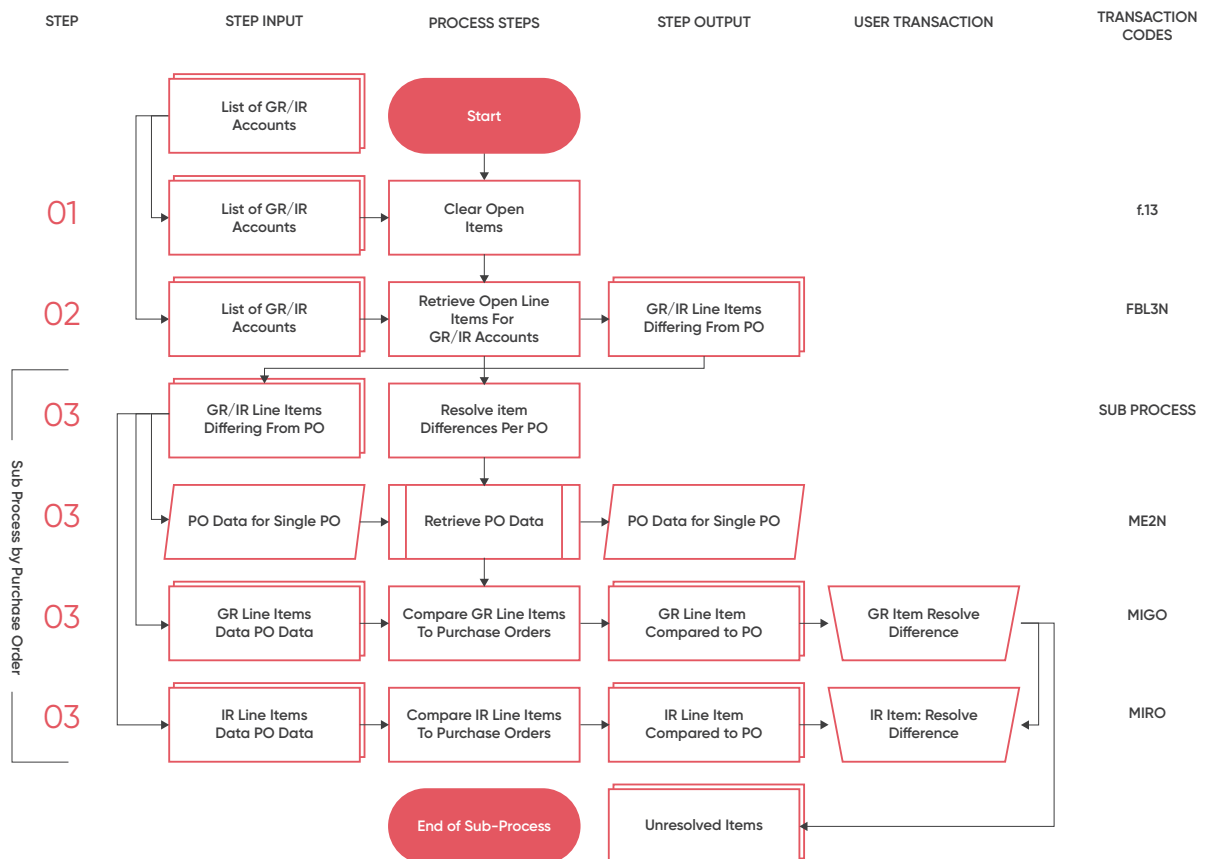 STEP
STEP INPUT
PROCESS STEPS
STEP OUTPUT
USER TRANSACTION
TRANSACTION
CODES
List of GR/IR
Accounts
Start
01
List of GR/IR
Accounts
Clear Open
Items
f.13
02
List of GR/IR
Accounts
Retrieve Open Line
Items For
GR/IR Accounts
GR/IR Line Items
Differing From PO
FBL3N
Sub Process by Purchase Order
03
GR/IR Line Items
Differing From PO
Resolve item
Differences Per PO
SUB PROCESS
03
PO Data for Single PO
Retrieve PO Data
PO Data for Single PO
ME2N
03
GR Line Items
Data PO Data
Compare GR Line Items
To Purchase Orders
GR Line Item
Compared to PO
GR Item Resolve
Difference
MIGO
03
IR Line Items
Data PO Data
Compare IR Line Items
To Purchase Orders
IR Line Item
Compared to PO
IR Item: Resolve
Difference
MIRO
End of Sub-Process
Unresolved Items